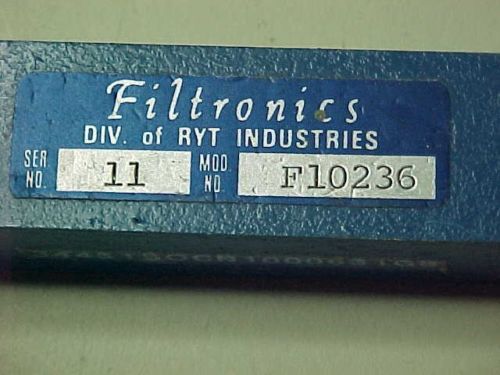 Filtronics
DIV. of RYT INDUSTRIES
SER. NO. 11 MOD. NO. F10236